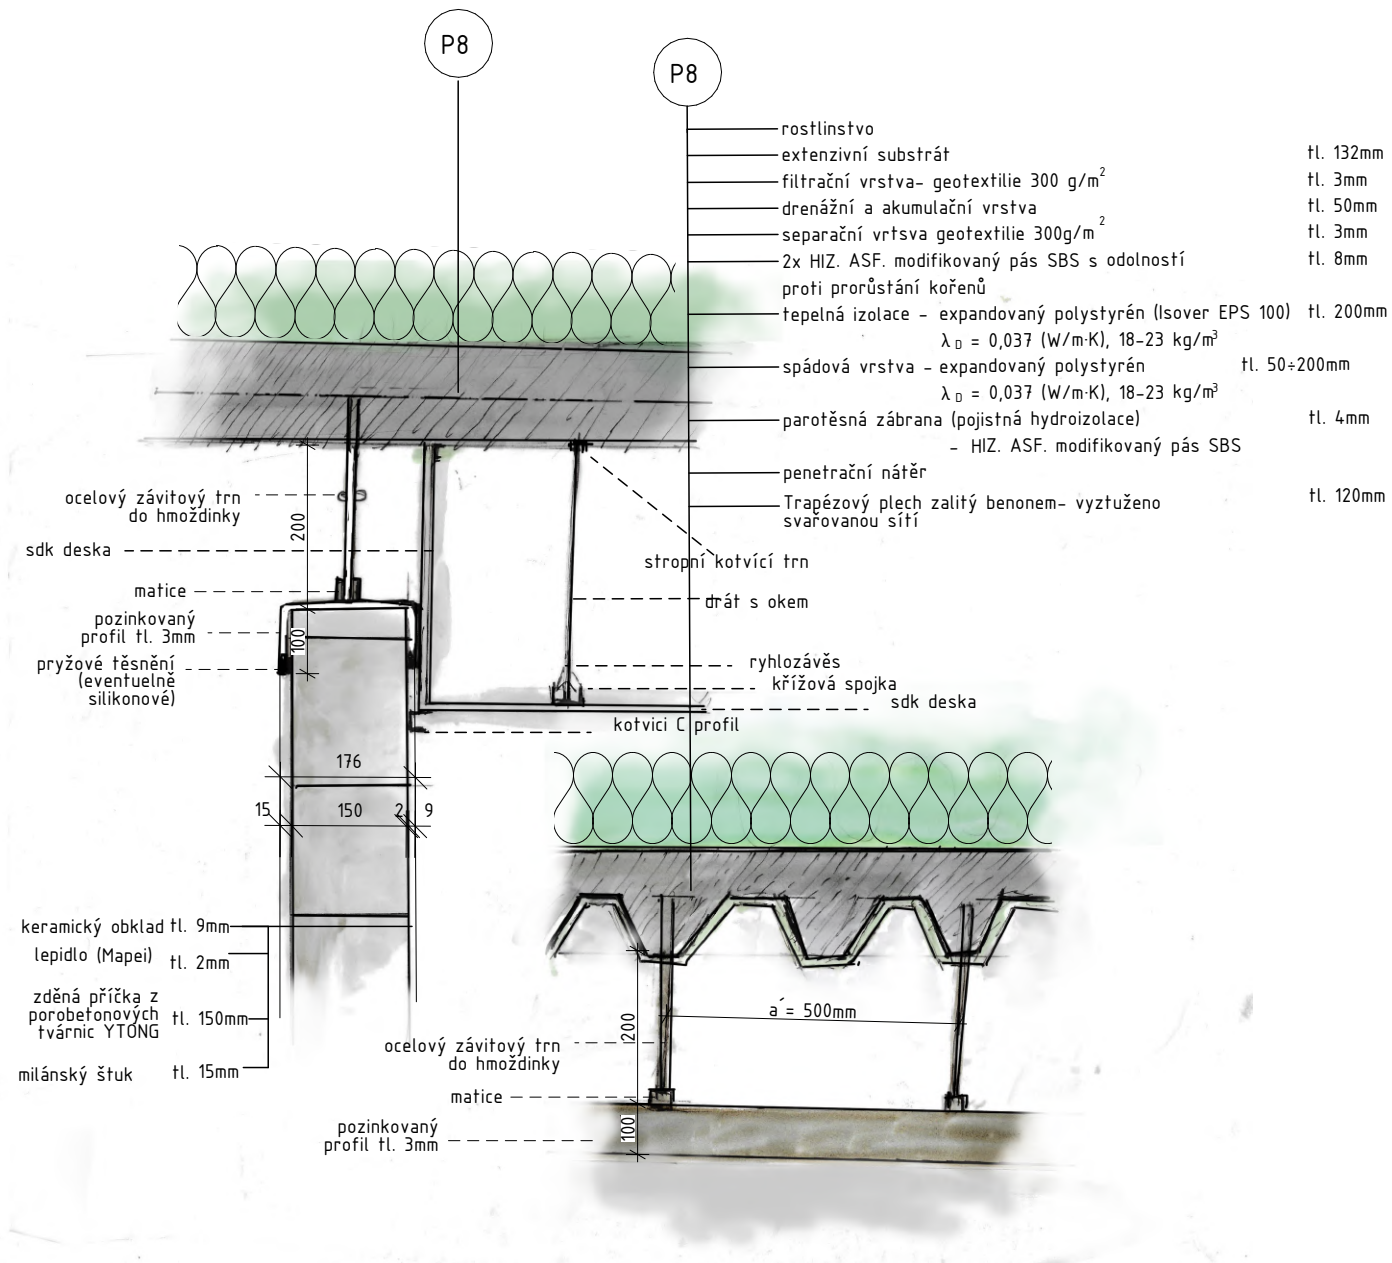 P8
P8
rostlinstvo
extenzivní substrát tl. 132mm
filtrační vrstva- geotextilie 300 g/m² tl. 3mm
drenážní a akumulační vrstva tl. 50mm
separační vrtsva geotextilie 300g/m² tl. 3mm
2x HIZ. ASF. modifikovaný pás SBS s odolností tl. 8mm
proti prorůstání kořenů
tepelná izolace - expandovaný polystyrén (Isover EPS 100) tl. 200mm
λ D = 0,037 (W/m·K), 18-23 kg/m³
spádová vrstva - expandovaný polystyrén tl. 50÷200mm
λ D = 0,037 (W/m·K), 18-23 kg/m³
parotěsná zábrana (pojistná hydroizolace) tl. 4mm
- HIZ. ASF. modifikovaný pás SBS
penetrační nátěr
Trapézový plech zalitý benonem- vyztuženo tl. 120mm
svařovanou sítí
ocelový závitový trn
do hmoždinky
200
sdk deska
stropní kotvící trn
matice
drát s okem
pozinkovaný
profil tl. 3mm
100
pryžové těsnění
(eventuelně
silikonové)
ryhlozávěs
křížová spojka
sdk deska
kotvici C profil
176
15 150 2 9
keramický obklad tl. 9mm
lepidlo (Mapei) tl. 2mm
zděná příčka z
porobetonových tl. 150mm
tvárnic YTONG
milánský štuk tl. 15mm
a´= 500mm
200
ocelový závitový trn
do hmoždinky
matice
pozinkovaný
profil tl. 3mm
100